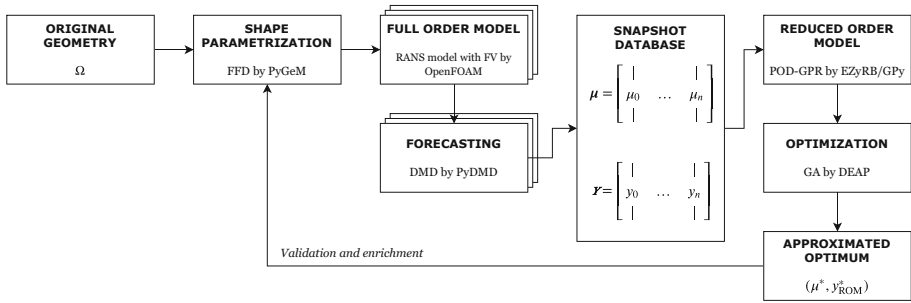 ORIGINAL
GEOMETRY
Ω
SHAPE
PARAMETRIZATION
FFD by PyGeM
FULL ORDER MODEL
RANS model with FV by
OpenFOAM
FORECASTING
DMD by PyDMD
SNAPSHOT
DATABASE
μ = [ μ₀ … μₙ ]
Y = [ y₀ … yₙ ]
REDUCED ORDER
MODEL
POD-GPR by EZyRB/GPy
OPTIMIZATION
GA by DEAP
APPROXIMATED
OPTIMUM
(μ*, y*ROM)
Validation and enrichment